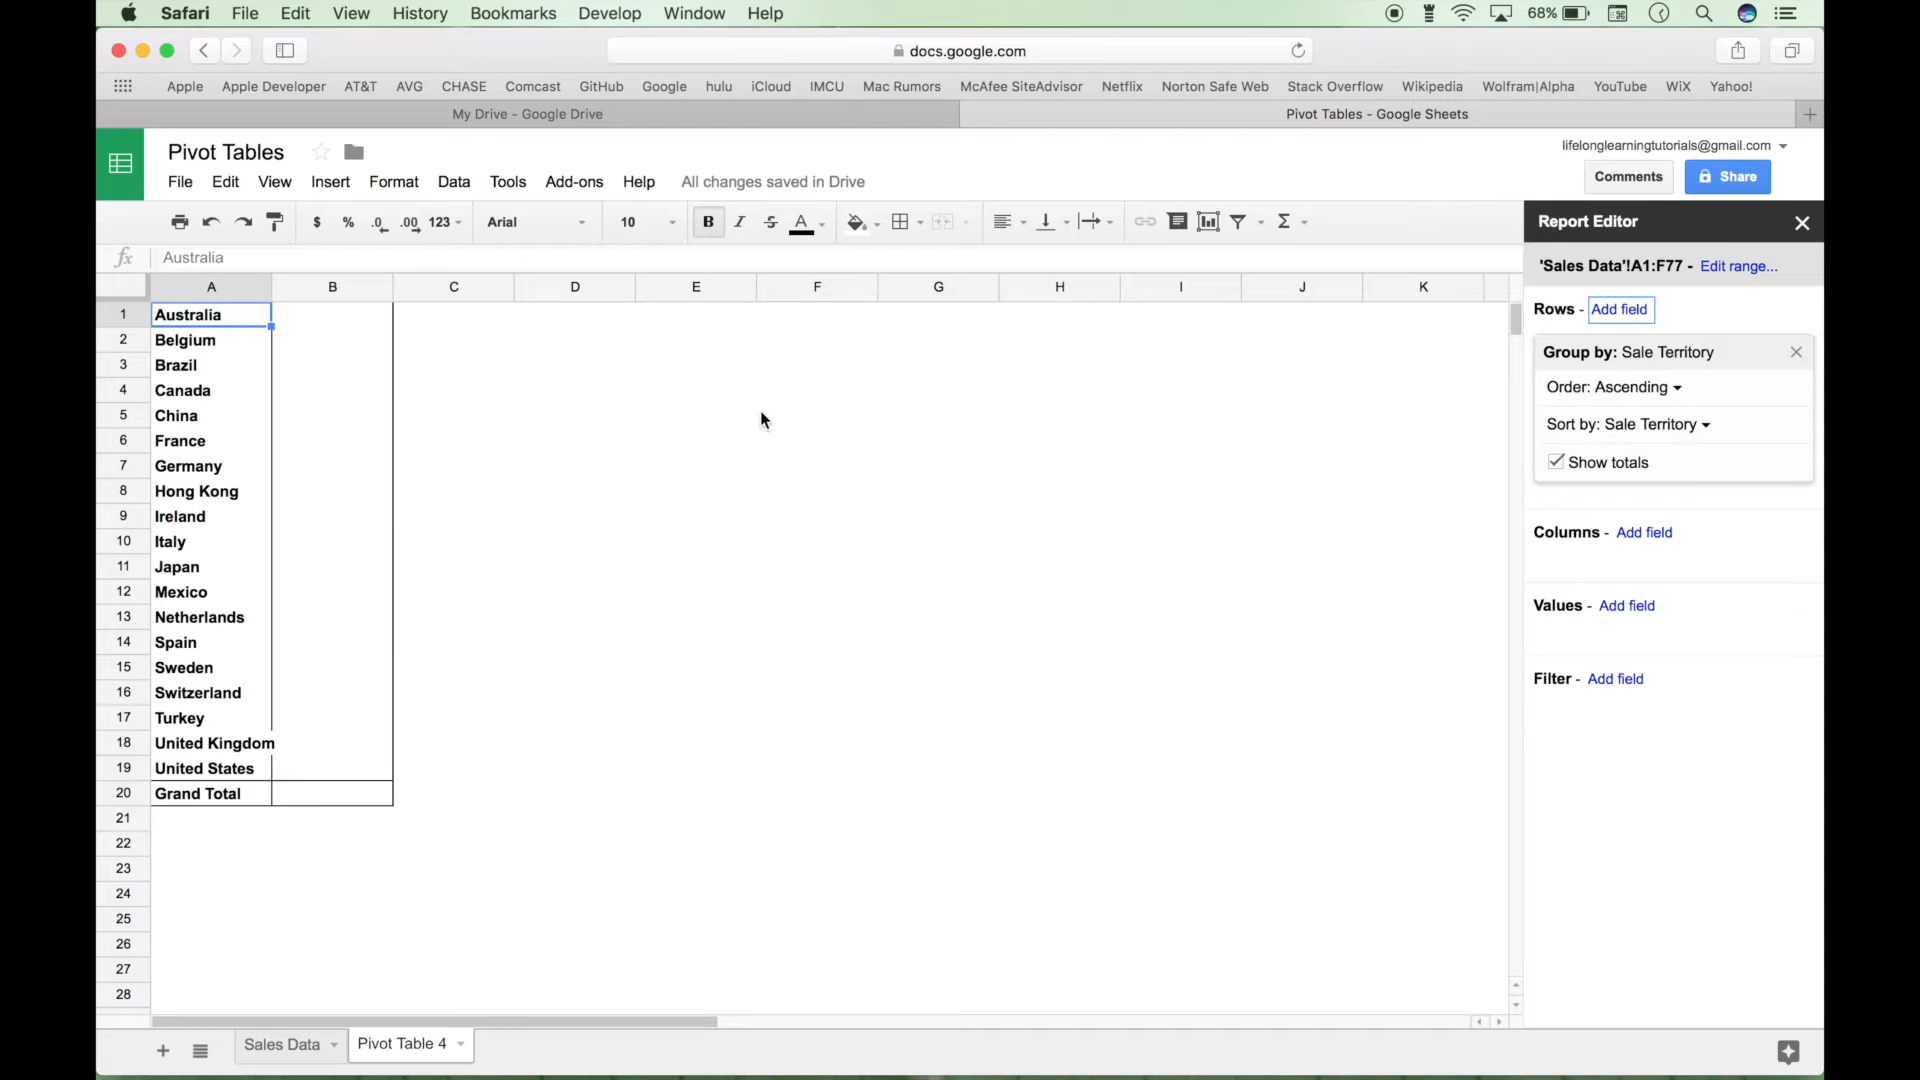 Safari File Edit View History Bookmarks Develop Window Help 68%
docs.google.com
Apple Apple Developer AT&T AVG CHASE Comcast GitHub Google hulu iCloud IMCU Mac Rumors McAfee SiteAdvisor Netflix Norton Safe Web Stack Overflow Wikipedia Wolfram|Alpha YouTube WiX Yahoo!
My Drive - Google Drive Pivot Tables - Google Sheets
Pivot Tables lifelonglearningtutorials@gmail.com
File Edit View Insert Format Data Tools Add-ons Help All changes saved in Drive Comments Share
$ % .0 .00 123 Arial 10 B I S A Σ
Report Editor
fx Australia
'Sales Data'!A1:F77 - Edit range...
A B C D E F G H I J K
Rows - Add field
Group by: Sale Territory
Order: Ascending
Sort by: Sale Territory
Show totals
Columns - Add field
Values - Add field
Filter - Add field
1 Australia
2 Belgium
3 Brazil
4 Canada
5 China
6 France
7 Germany
8 Hong Kong
9 Ireland
10 Italy
11 Japan
12 Mexico
13 Netherlands
14 Spain
15 Sweden
16 Switzerland
17 Turkey
18 United Kingdom
19 United States
20 Grand Total
21
22
23
24
25
26
27
28
Sales Data Pivot Table 4